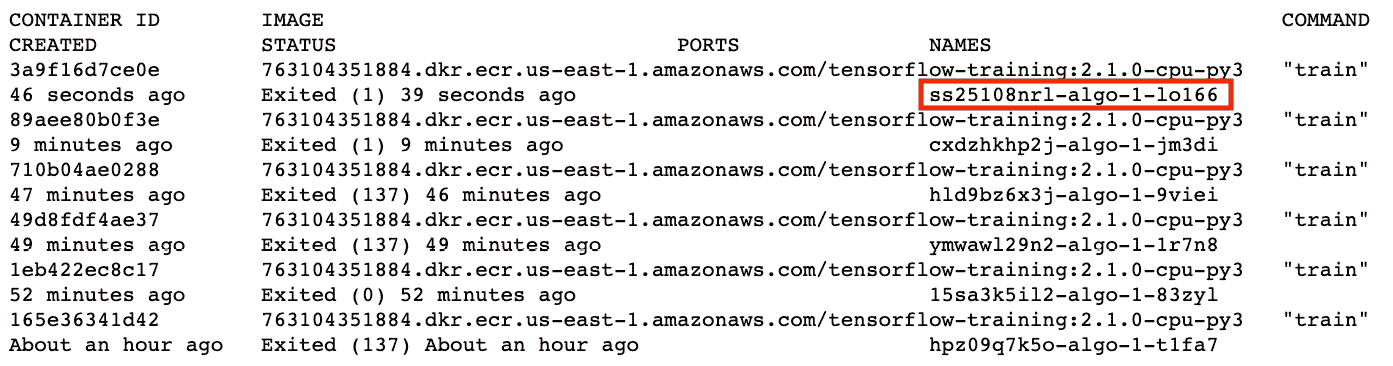 CONTAINER ID IMAGE COMMAND
CREATED STATUS PORTS NAMES
3a9f16d7ce0e 763104351884.dkr.ecr.us-east-1.amazonaws.com/tensorflow-training:2.1.0-cpu-py3 "train"
46 seconds ago Exited (1) 39 seconds ago ss25108nrl-algo-1-lo166
89aee80b0f3e 763104351884.dkr.ecr.us-east-1.amazonaws.com/tensorflow-training:2.1.0-cpu-py3 "train"
9 minutes ago Exited (1) 9 minutes ago cxdzhkhp2j-algo-1-jm3di
710b04ae0288 763104351884.dkr.ecr.us-east-1.amazonaws.com/tensorflow-training:2.1.0-cpu-py3 "train"
47 minutes ago Exited (137) 46 minutes ago hld9bz6x3j-algo-1-9viei
49d8fdf4ae37 763104351884.dkr.ecr.us-east-1.amazonaws.com/tensorflow-training:2.1.0-cpu-py3 "train"
49 minutes ago Exited (137) 49 minutes ago ymwawl29n2-algo-1-1r7n8
1eb422ec8c17 763104351884.dkr.ecr.us-east-1.amazonaws.com/tensorflow-training:2.1.0-cpu-py3 "train"
52 minutes ago Exited (0) 52 minutes ago 15sa3k5il2-algo-1-83zyl
165e36341d42 763104351884.dkr.ecr.us-east-1.amazonaws.com/tensorflow-training:2.1.0-cpu-py3 "train"
About an hour ago Exited (137) About an hour ago hpz09q7k5o-algo-1-t1fa7